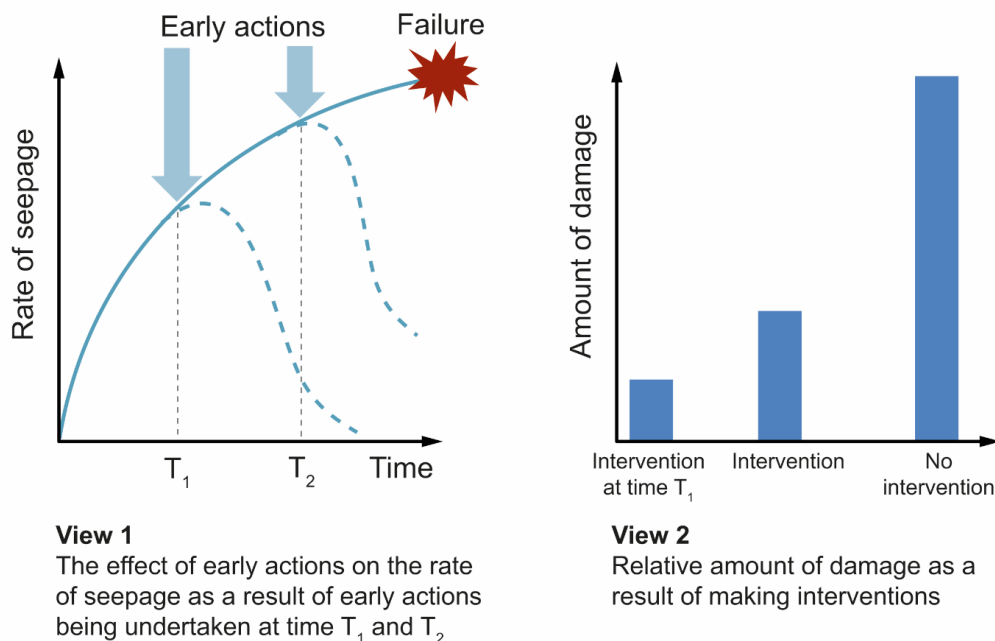 Early actions
Failure
Rate of seepage
T₁
T₂
Time
View 1
The effect of early actions on the rate
of seepage as a result of early actions
being undertaken at time T₁ and T₂
Amount of damage
Intervention
at time T₁
Intervention
No
intervention
View 2
Relative amount of damage as a
result of making interventions